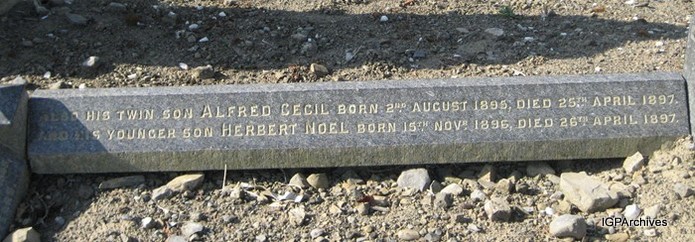 ALSO HIS TWIN SON ALFRED CECIL BORN 2ND AUGUST 1895, DIED 25TH APRIL 1897.
AND HIS YOUNGER SON HERBERT NOEL BORN 15TH NOVR 1896, DIED 26TH APRIL 1897.
IGPArchives